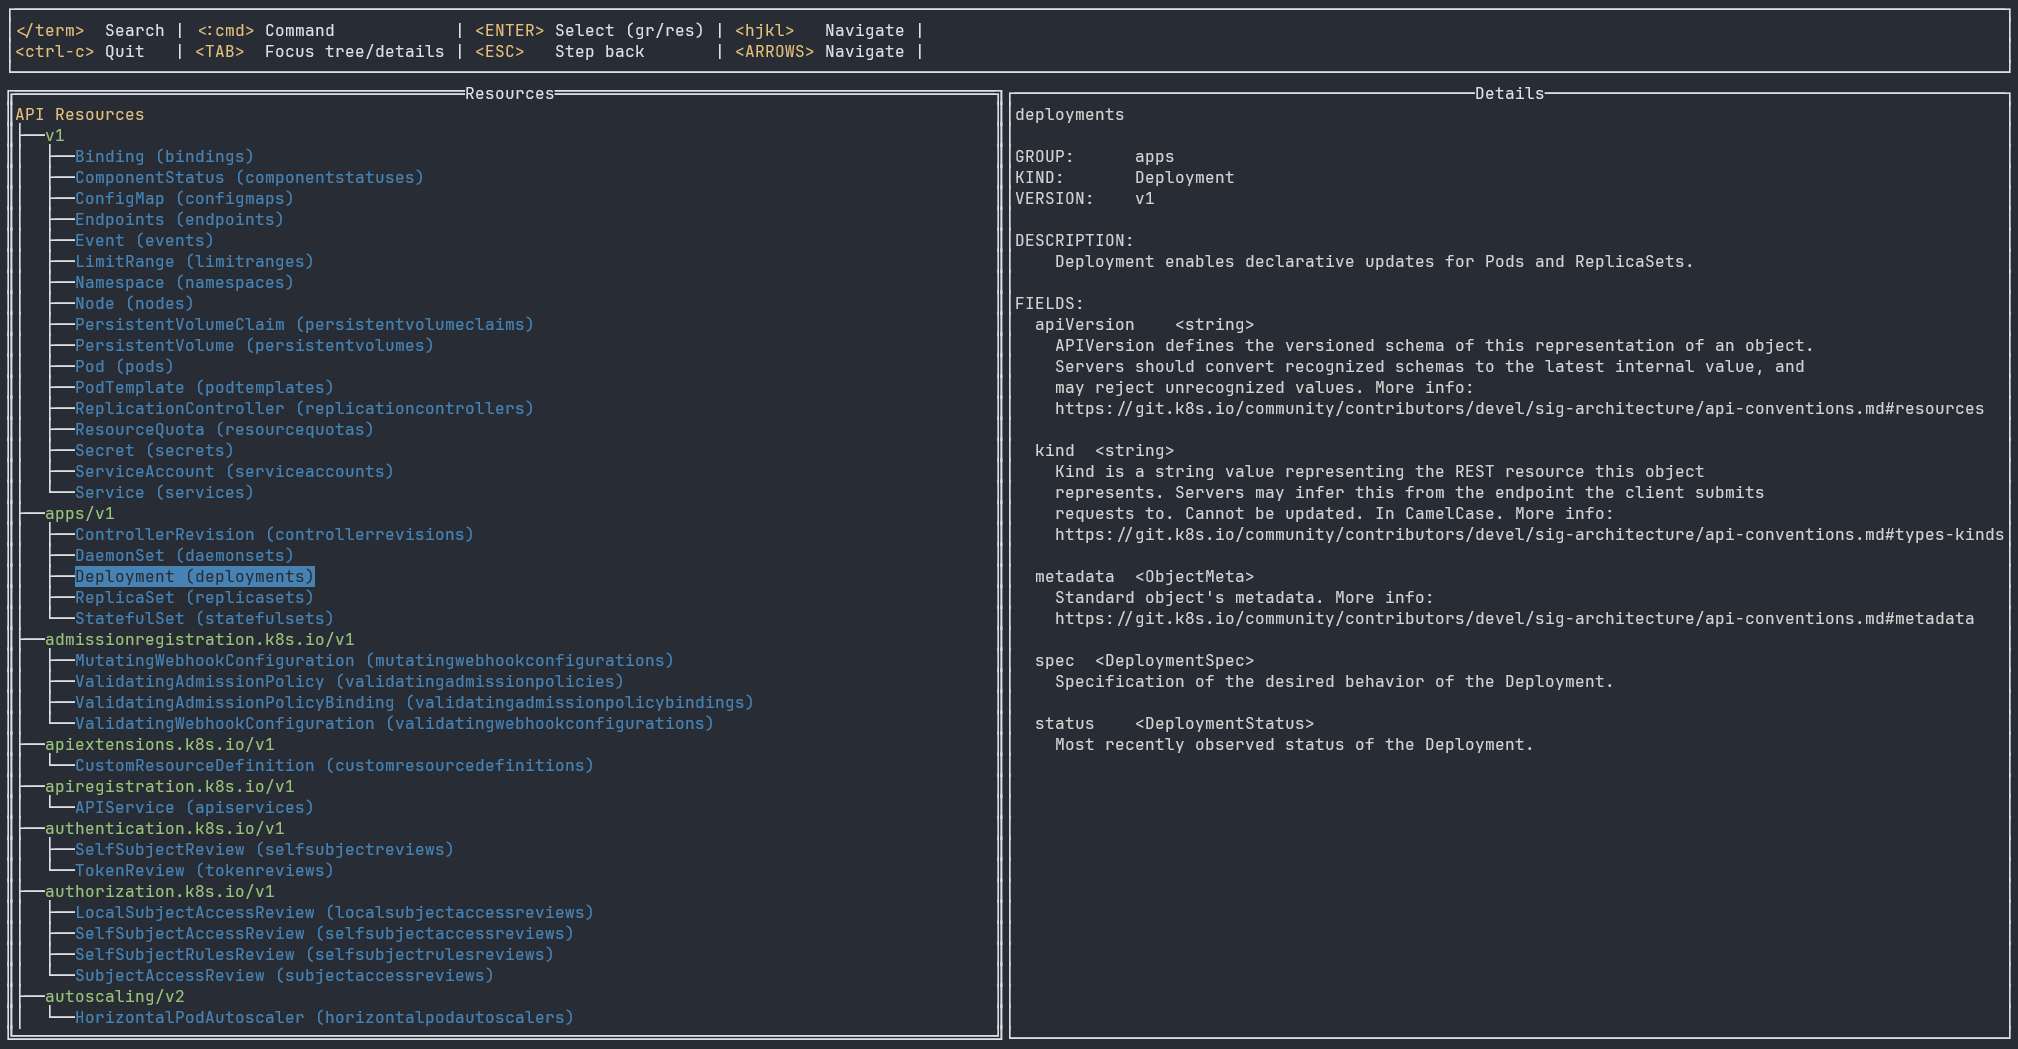 </term>  Search | <:cmd> Command            | <ENTER> Select (gr/res) | <hjkl>   Navigate |
<ctrl-c> Quit   | <TAB>  Focus tree/details | <ESC>   Step back       | <ARROWS> Navigate |
Resources
API Resources
v1
Binding (bindings)
ComponentStatus (componentstatuses)
ConfigMap (configmaps)
Endpoints (endpoints)
Event (events)
LimitRange (limitranges)
Namespace (namespaces)
Node (nodes)
PersistentVolumeClaim (persistentvolumeclaims)
PersistentVolume (persistentvolumes)
Pod (pods)
PodTemplate (podtemplates)
ReplicationController (replicationcontrollers)
ResourceQuota (resourcequotas)
Secret (secrets)
ServiceAccount (serviceaccounts)
Service (services)
apps/v1
ControllerRevision (controllerrevisions)
DaemonSet (daemonsets)
Deployment (deployments)
ReplicaSet (replicasets)
StatefulSet (statefulsets)
admissionregistration.k8s.io/v1
MutatingWebhookConfiguration (mutatingwebhookconfigurations)
ValidatingAdmissionPolicy (validatingadmissionpolicies)
ValidatingAdmissionPolicyBinding (validatingadmissionpolicybindings)
ValidatingWebhookConfiguration (validatingwebhookconfigurations)
apiextensions.k8s.io/v1
CustomResourceDefinition (customresourcedefinitions)
apiregistration.k8s.io/v1
APIService (apiservices)
authentication.k8s.io/v1
SelfSubjectReview (selfsubjectreviews)
TokenReview (tokenreviews)
authorization.k8s.io/v1
LocalSubjectAccessReview (localsubjectaccessreviews)
SelfSubjectAccessReview (selfsubjectaccessreviews)
SelfSubjectRulesReview (selfsubjectrulesreviews)
SubjectAccessReview (subjectaccessreviews)
autoscaling/v2
HorizontalPodAutoscaler (horizontalpodautoscalers)
Details
deployments
GROUP:      apps
KIND:       Deployment
VERSION:    v1
DESCRIPTION:
Deployment enables declarative updates for Pods and ReplicaSets.
FIELDS:
apiVersion    <string>
APIVersion defines the versioned schema of this representation of an object.
Servers should convert recognized schemas to the latest internal value, and
may reject unrecognized values. More info:
https://git.k8s.io/community/contributors/devel/sig-architecture/api-conventions.md#resources
kind  <string>
Kind is a string value representing the REST resource this object
represents. Servers may infer this from the endpoint the client submits
requests to. Cannot be updated. In CamelCase. More info:
https://git.k8s.io/community/contributors/devel/sig-architecture/api-conventions.md#types-kinds
metadata  <ObjectMeta>
Standard object's metadata. More info:
https://git.k8s.io/community/contributors/devel/sig-architecture/api-conventions.md#metadata
spec  <DeploymentSpec>
Specification of the desired behavior of the Deployment.
status    <DeploymentStatus>
Most recently observed status of the Deployment.